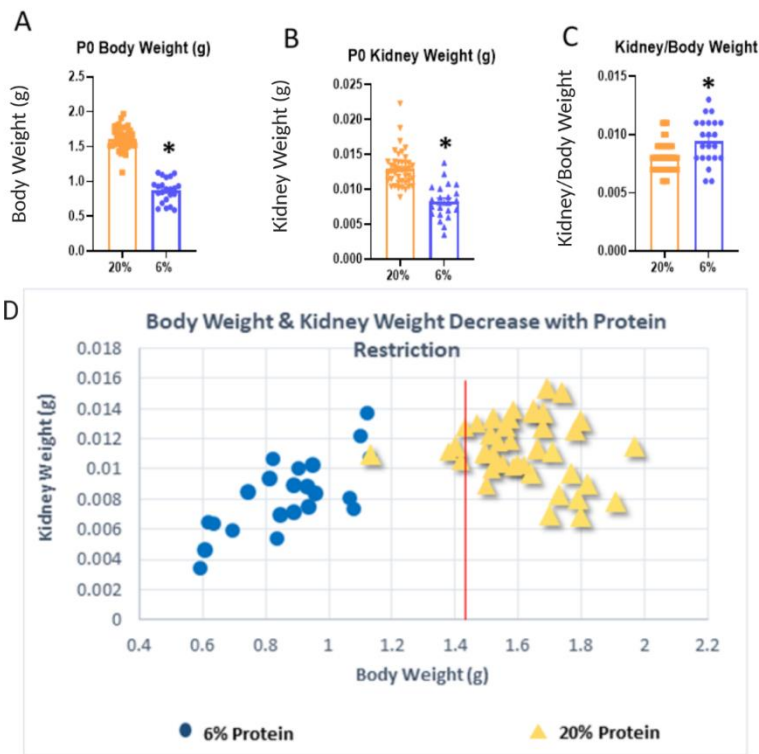 A
P0 Body Weight (g)
Body Weight (g)
2.5
2.0
1.5
1.0
0.5
0.0
*
20% 6%
B
P0 Kidney Weight (g)
Kidney Weight (g)
0.025
0.020
0.015
0.010
0.005
0.000
*
20% 6%
C
Kidney/Body Weight
Kidney/Body Weight
0.015
0.010
0.005
0.000
*
20% 6%
D
Body Weight & Kidney Weight Decrease with Protein
Restriction
Kidney Weight (g)
0.018
0.016
0.014
0.012
0.01
0.008
0.006
0.004
0.002
0
0.4 0.6 0.8 1 1.2 1.4 1.6 1.8 2 2.2
Body Weight (g)
6% Protein 20% Protein